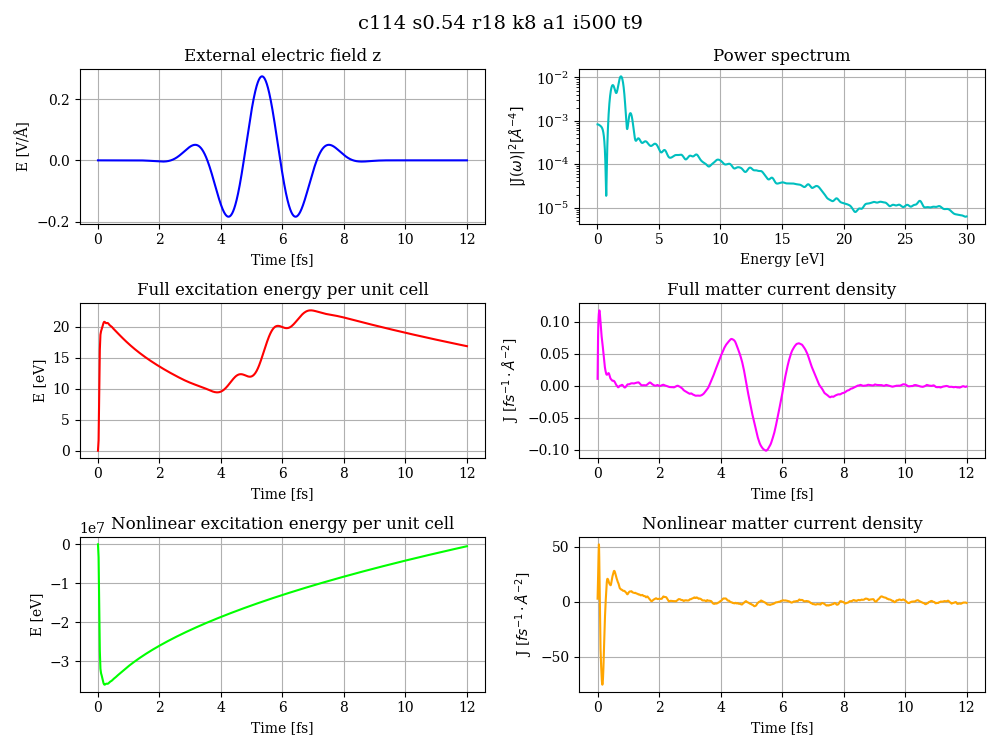 c114 s0.54 r18 k8 a1 i500 t9
External electric field z
E [V/Å]
0.2
0.0
−0.2
0 2 4 6 8 10 12
Time [fs]
Power spectrum
|J(ω)|²[Å⁻⁴]
10⁻²
10⁻³
10⁻⁴
10⁻⁵
0 5 10 15 20 25 30
Energy [eV]
Full excitation energy per unit cell
E [eV]
20
15
10
5
0
0 2 4 6 8 10 12
Time [fs]
Full matter current density
J [fs⁻¹ · Å⁻²]
0.10
0.05
0.00
−0.05
−0.10
0 2 4 6 8 10 12
Time [fs]
Nonlinear excitation energy per unit cell
1e7
E [eV]
0
−1
−2
−3
0 2 4 6 8 10 12
Time [fs]
Nonlinear matter current density
J [fs⁻¹ · Å⁻²]
50
0
−50
0 2 4 6 8 10 12
Time [fs]